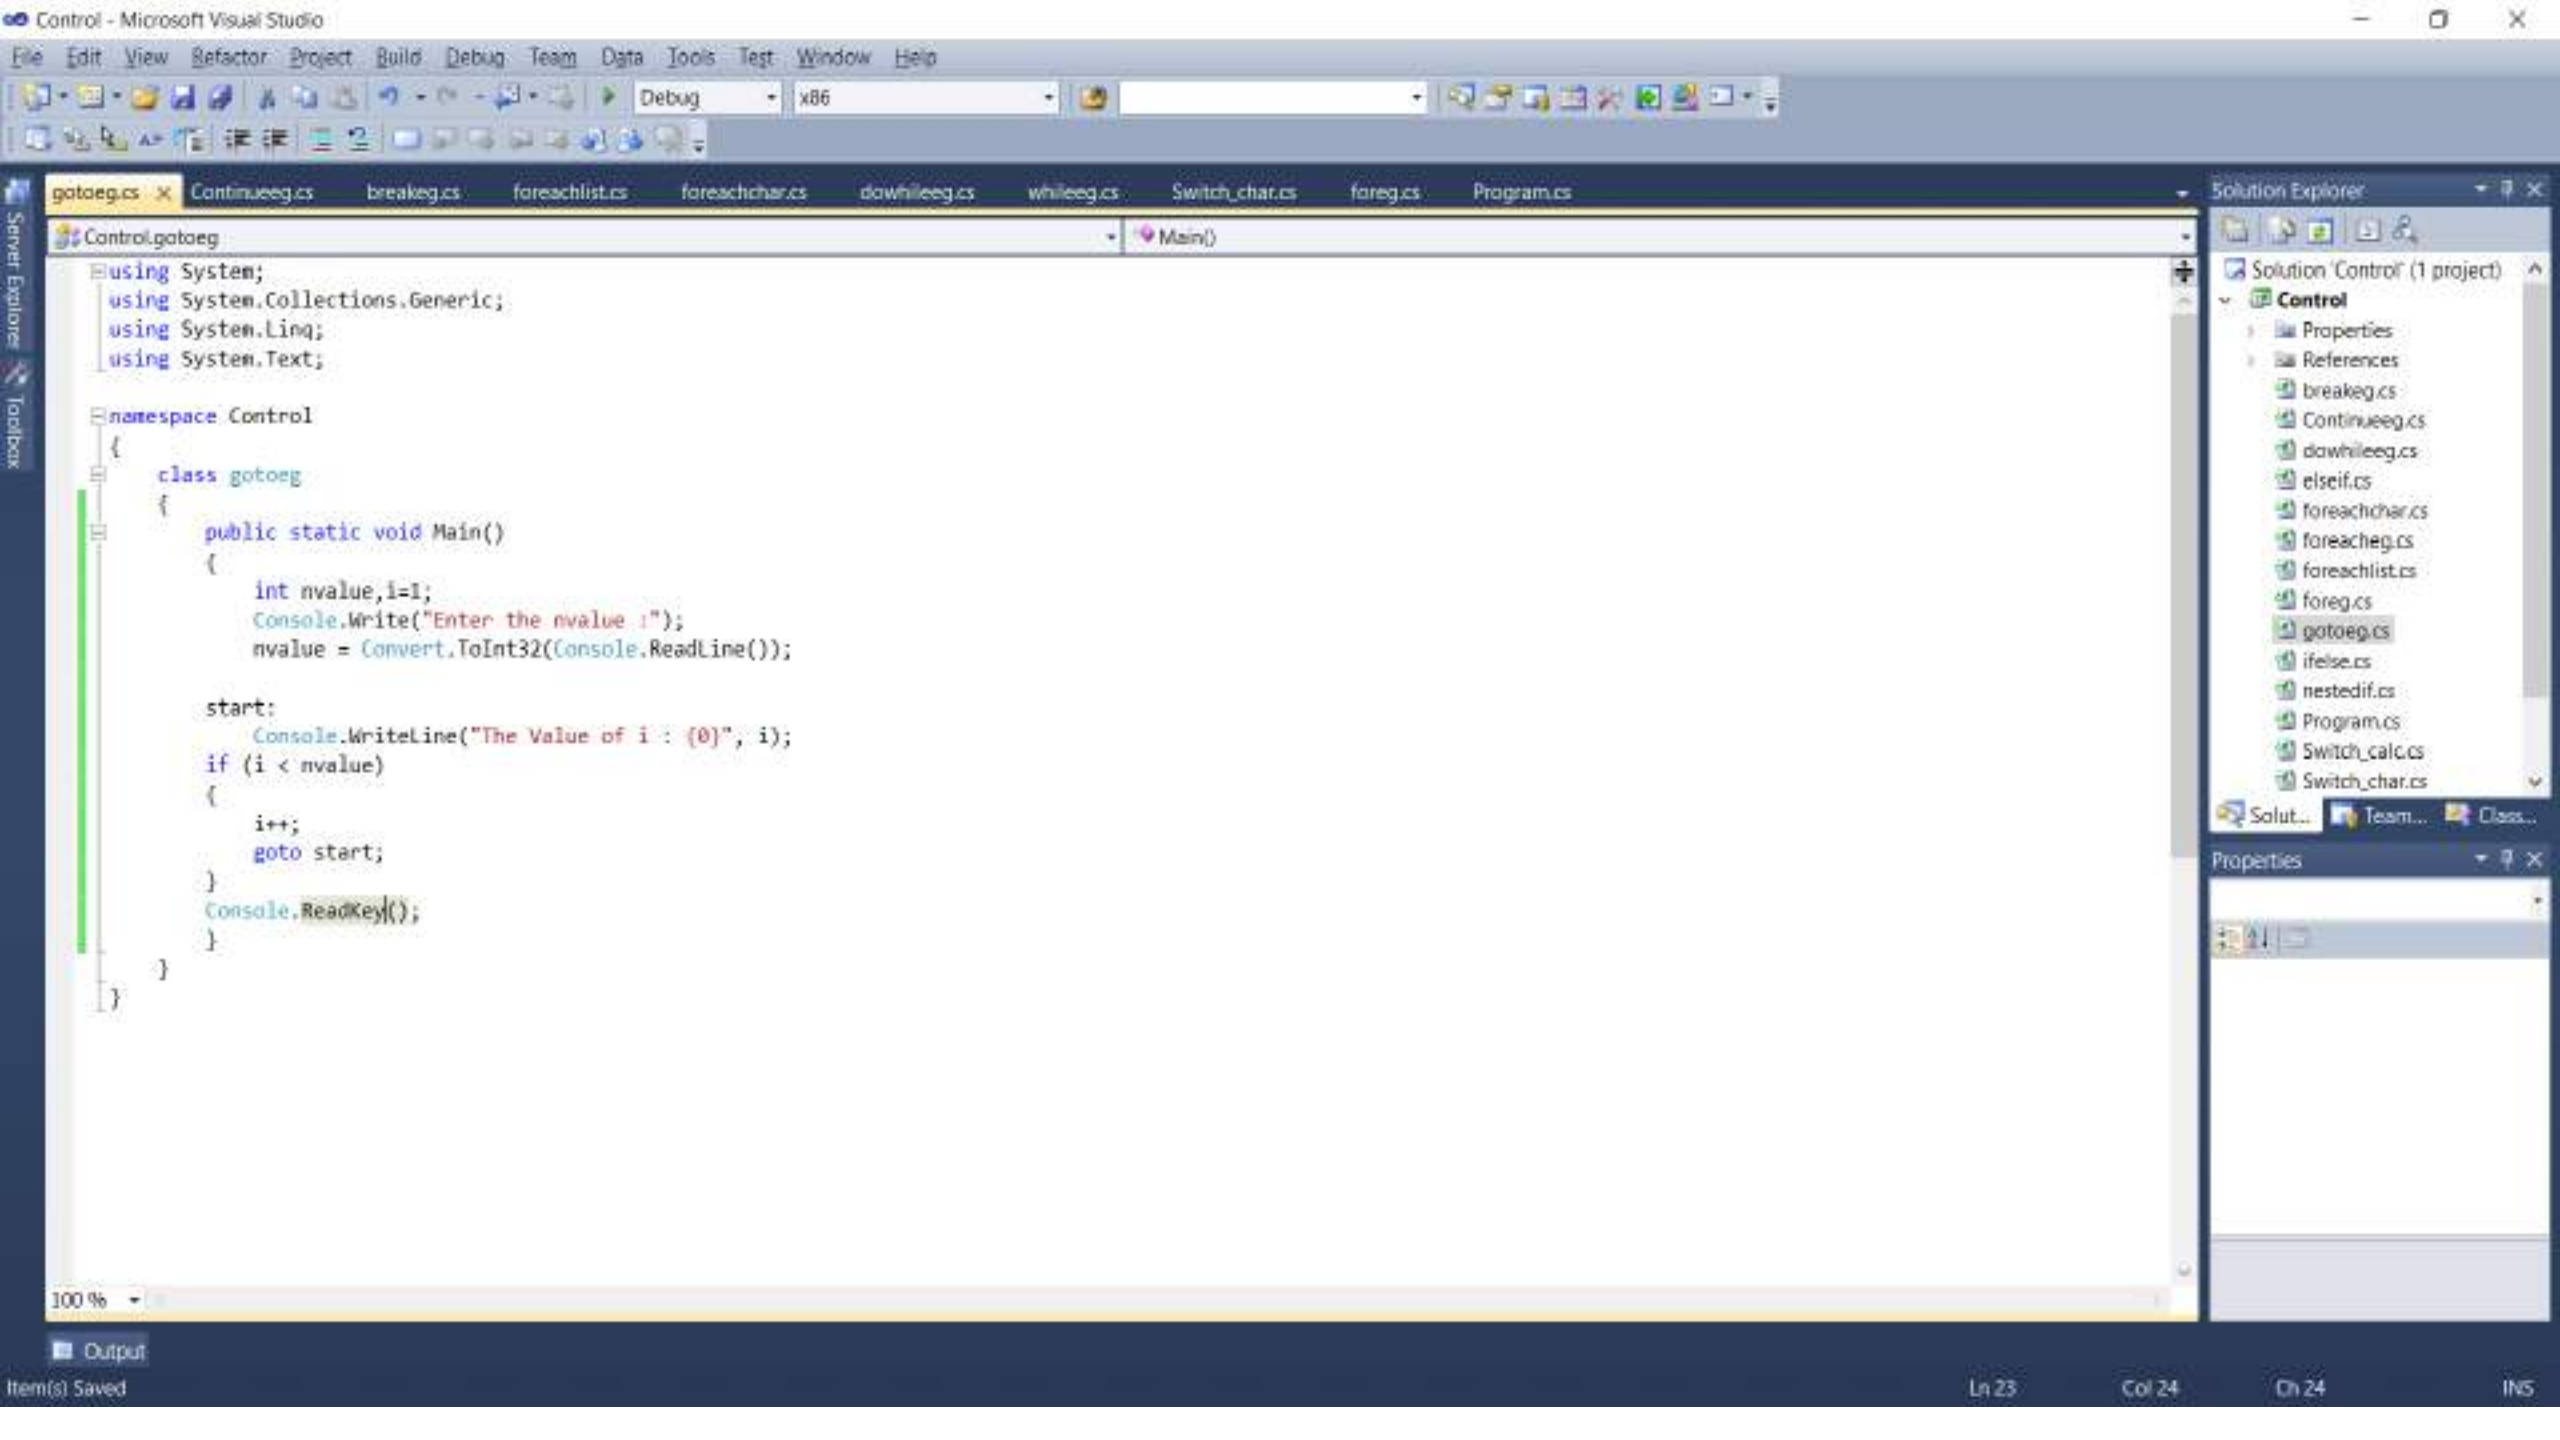 Control - Microsoft Visual Studio
File Edit View Refactor Project Build Debug Team Data Tools Test Window Help
Debug x86
gotoeg.cs Continueeg.cs breakeg.cs foreachlist.cs foreachchar.cs dowhileeg.cs whileeg.cs Switch_char.cs foreg.cs Program.cs
Control.gotoeg Main()
Server Explorer
Toolbox
using System;
using System.Collections.Generic;
using System.Linq;
using System.Text;
namespace Control
{
class gotoeg
{
public static void Main()
{
int nvalue,i=1;
Console.Write("Enter the nvalue :");
nvalue = Convert.ToInt32(Console.ReadLine());
start:
Console.WriteLine("The Value of i : {0}", i);
if (i < nvalue)
{
i++;
goto start;
}
Console.ReadKey();
}
}
}
100 %
Solution Explorer
Solution 'Control' (1 project)
Control
Properties
References
breakeg.cs
Continueeg.cs
dowhileeg.cs
elseif.cs
foreachchar.cs
foreacheg.cs
foreachlist.cs
foreg.cs
gotoeg.cs
ifelse.cs
nestedif.cs
Program.cs
Switch_calc.cs
Switch_char.cs
Solut... Team... Class...
Properties
Output
Item(s) Saved Ln 23 Col 24 Ch 24 INS